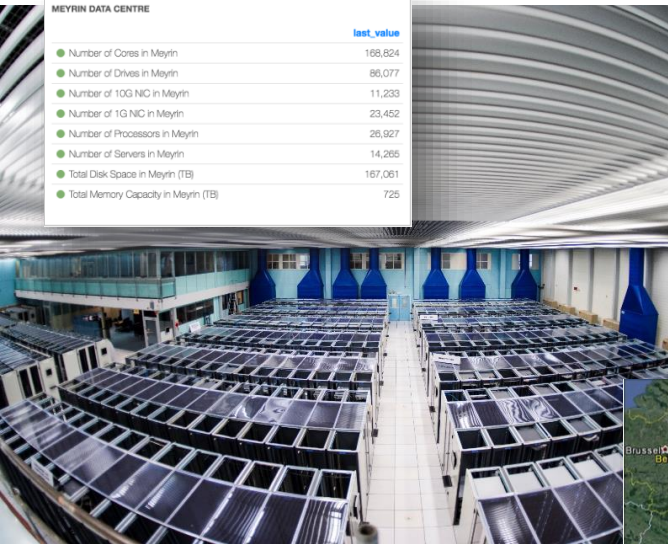 MEYRIN DATA CENTRE
last_value
Number of Cores in Meyrin 168,824
Number of Drives in Meyrin 86,077
Number of 10G NIC in Meyrin 11,233
Number of 1G NIC in Meyrin 23,452
Number of Processors in Meyrin 26,927
Number of Servers in Meyrin 14,265
Total Disk Space in Meyrin (TB) 167,061
Total Memory Capacity in Meyrin (TB) 725
Brussels
Be